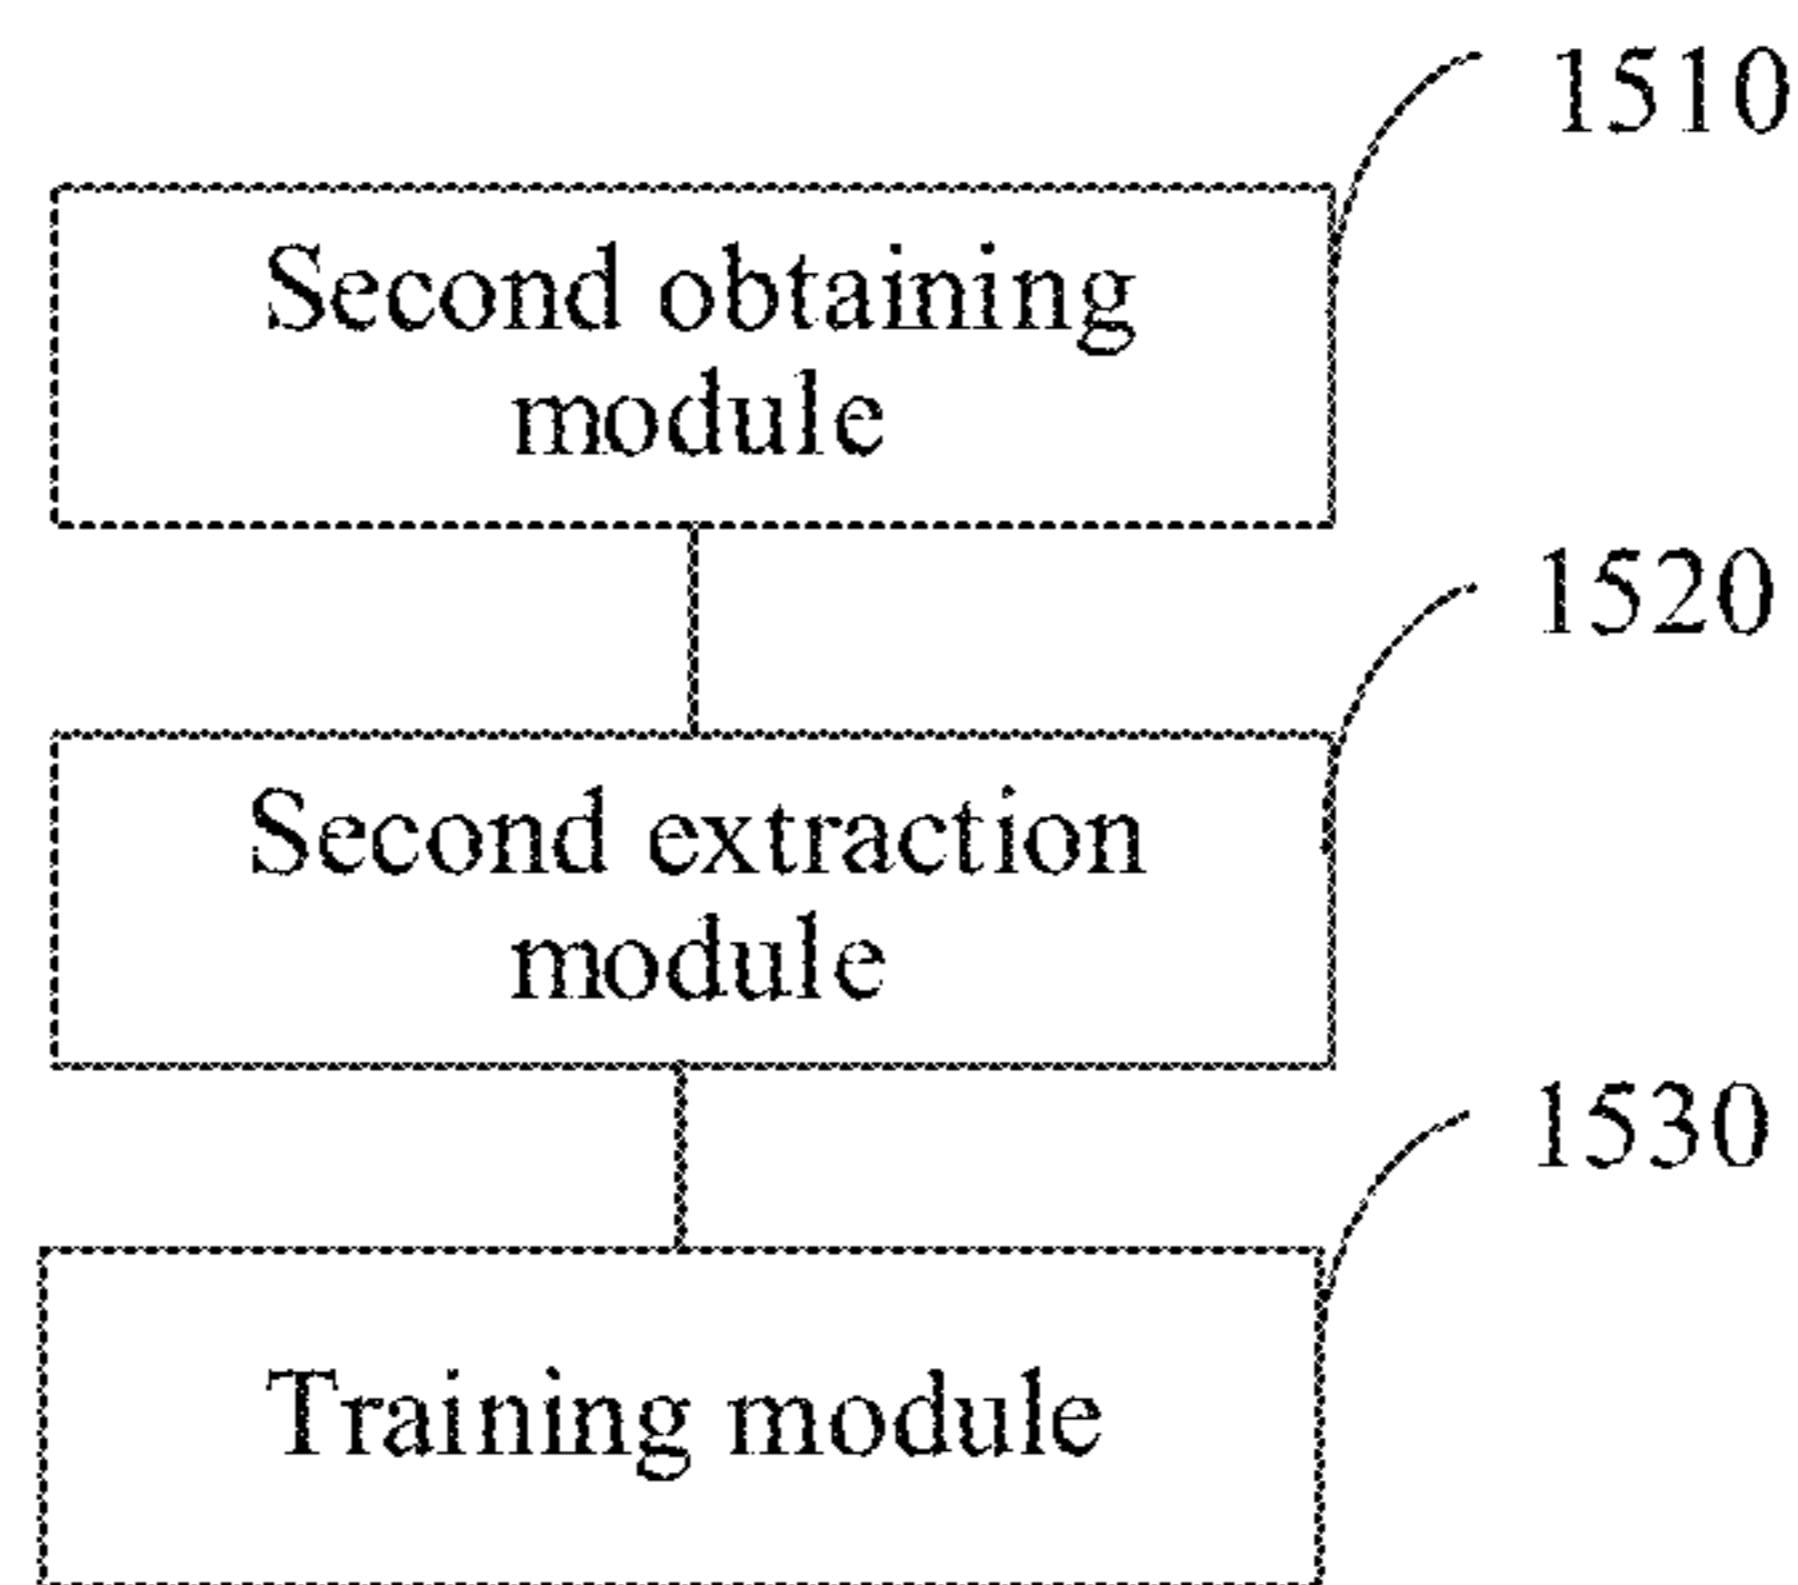 1510
Second obtaining
module
1520
Second extraction
module
1530
Training module